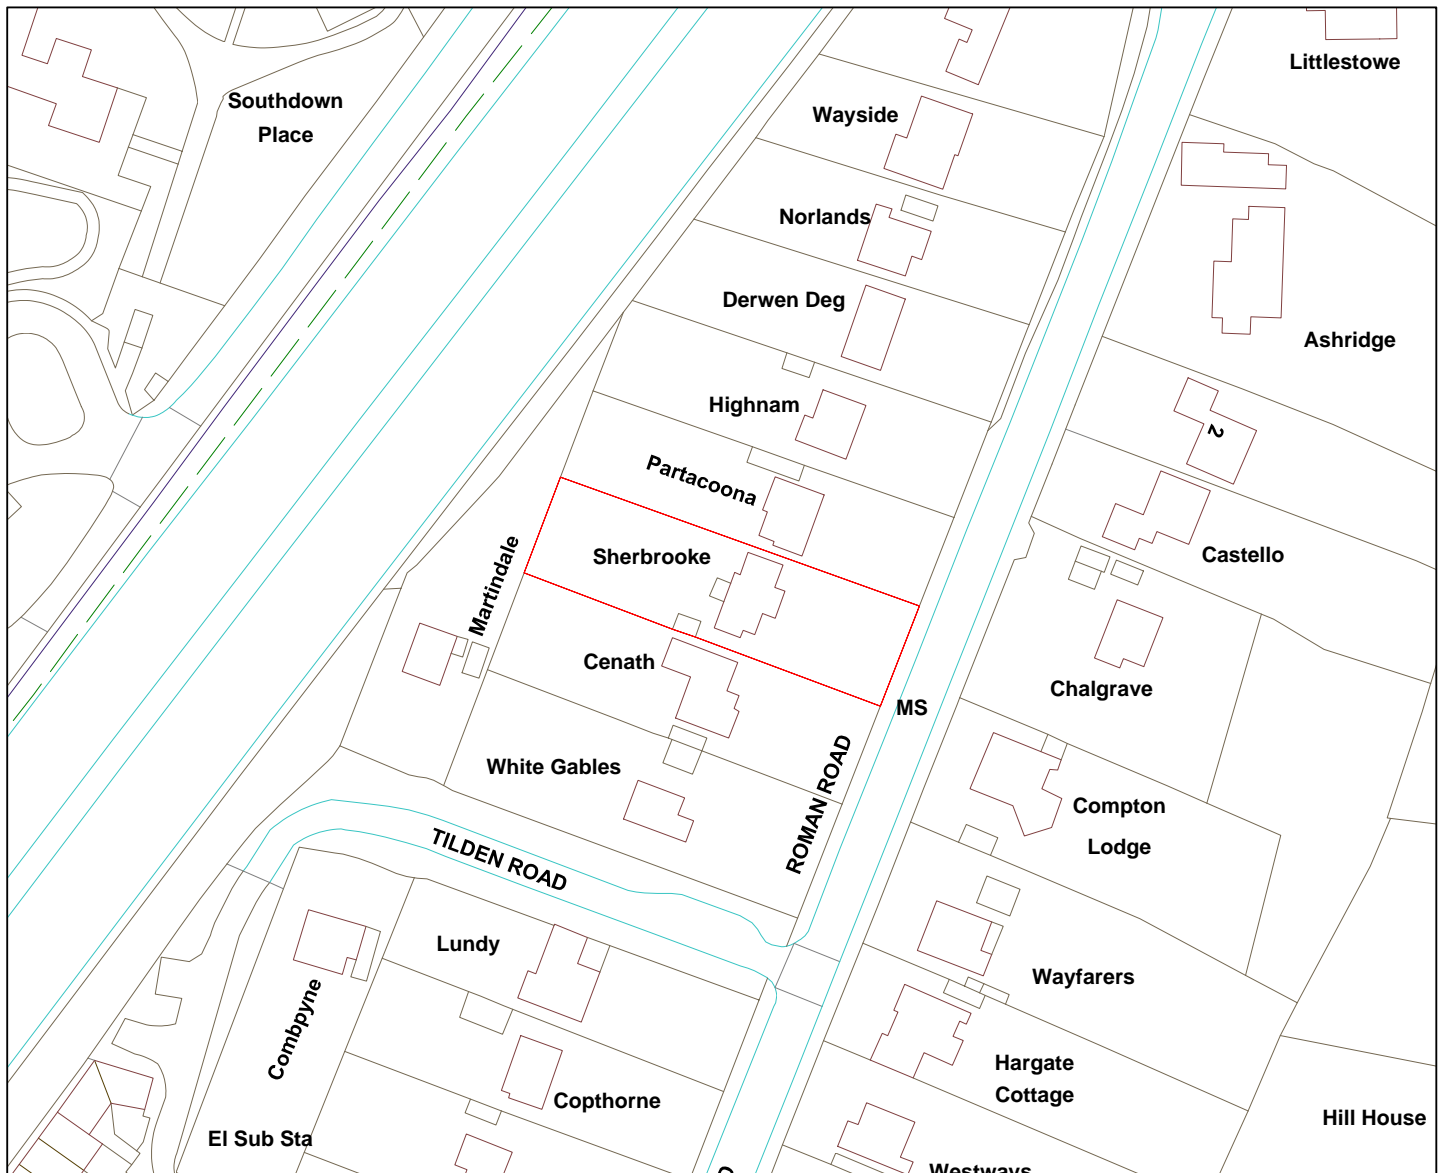 Littlestowe
Southdown
Place
Wayside
Norlands
Derwen Deg
Ashridge
Highnam
2
Partacoona
Sherbrooke
Castello
Martindale
Cenath
Chalgrave
MS
White Gables
ROMAN ROAD
Compton
Lodge
TILDEN ROAD
Lundy
Wayfarers
Combpyne
Hargate
Cottage
Copthorne
Hill House
El Sub Sta
Westways